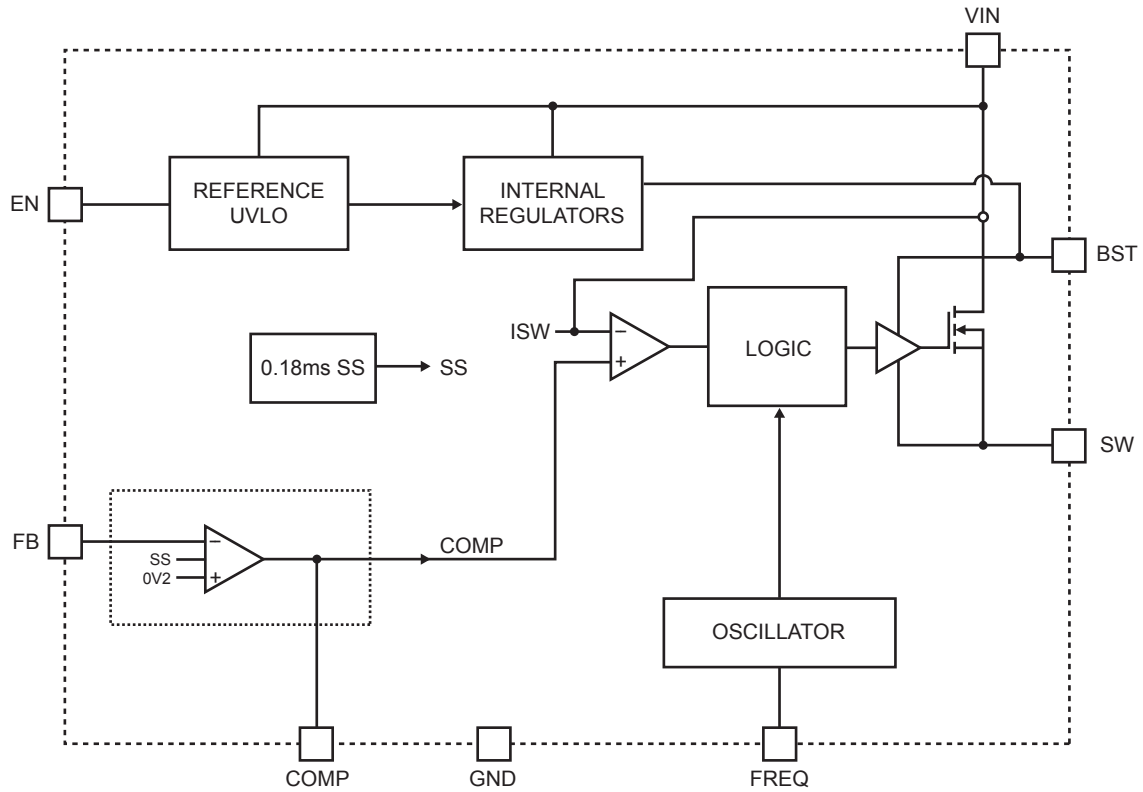 VIN
EN
REFERENCE
UVLO
INTERNAL
REGULATORS
BST
ISW
−
+
LOGIC
0.18ms SS
SS
SW
FB
−
SS
0V2
+
COMP
OSCILLATOR
COMP
GND
FREQ